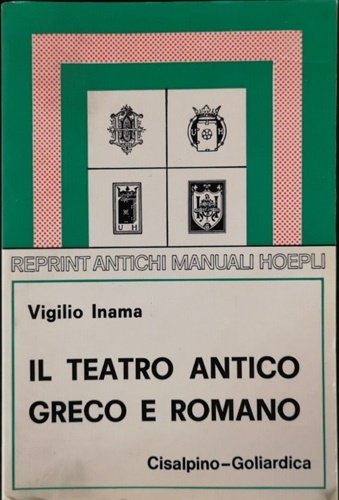 U H
U H
REPRINT ANTICHI MANUALI HOEPLI
Vigilio Inama
IL TEATRO ANTICO
GRECO E ROMANO
Cisalpino-Goliardica